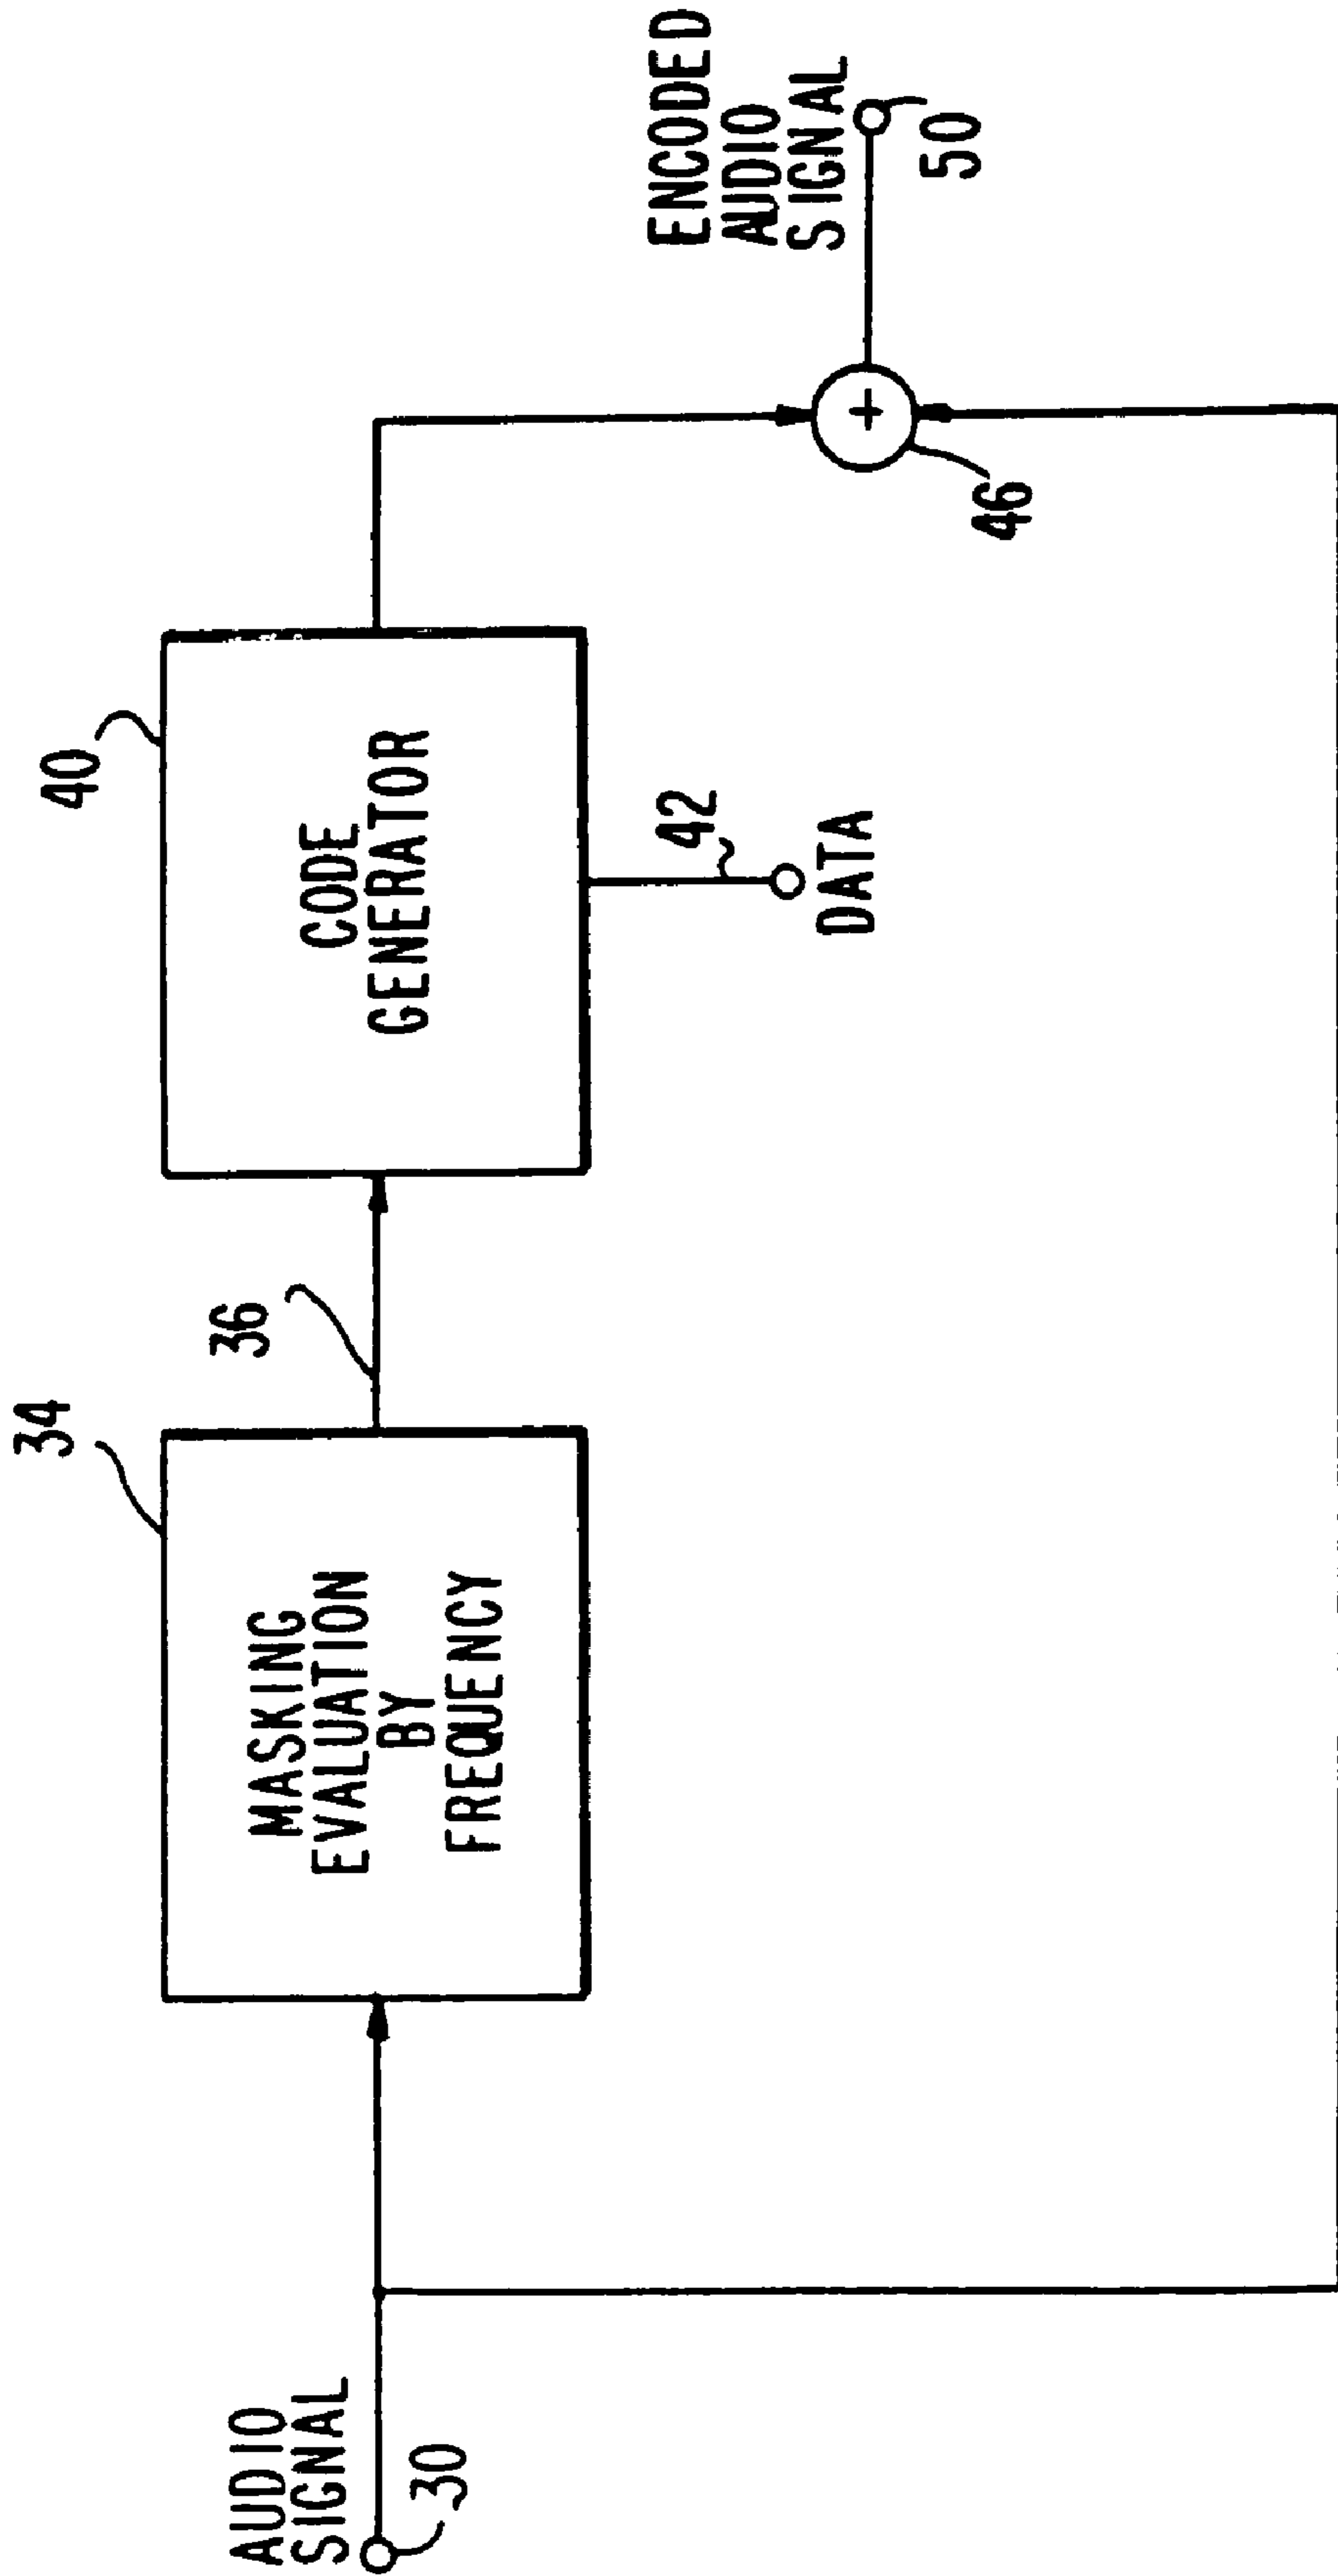 AUDIO
SIGNAL
30
34
MASKING
EVALUATION
BY
FREQUENCY
36
40
CODE
GENERATOR
42
DATA
46
ENCODED
AUDIO
SIGNAL
50
+